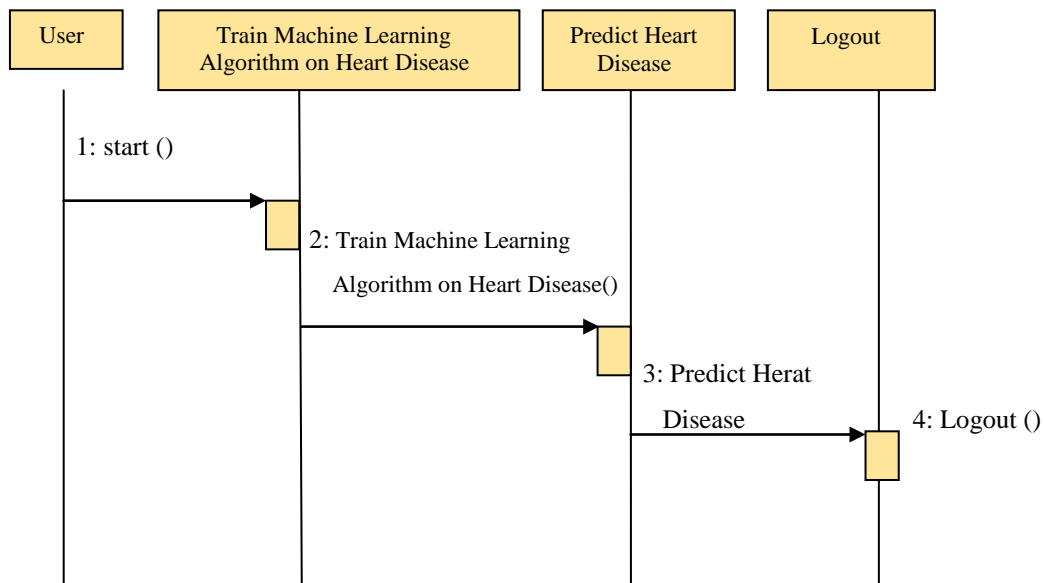 User
Train Machine Learning
Algorithm on Heart Disease
Predict Heart
Disease
Logout
1: start ()
2: Train Machine Learning
Algorithm on Heart Disease()
3: Predict Herat
Disease
4: Logout ()